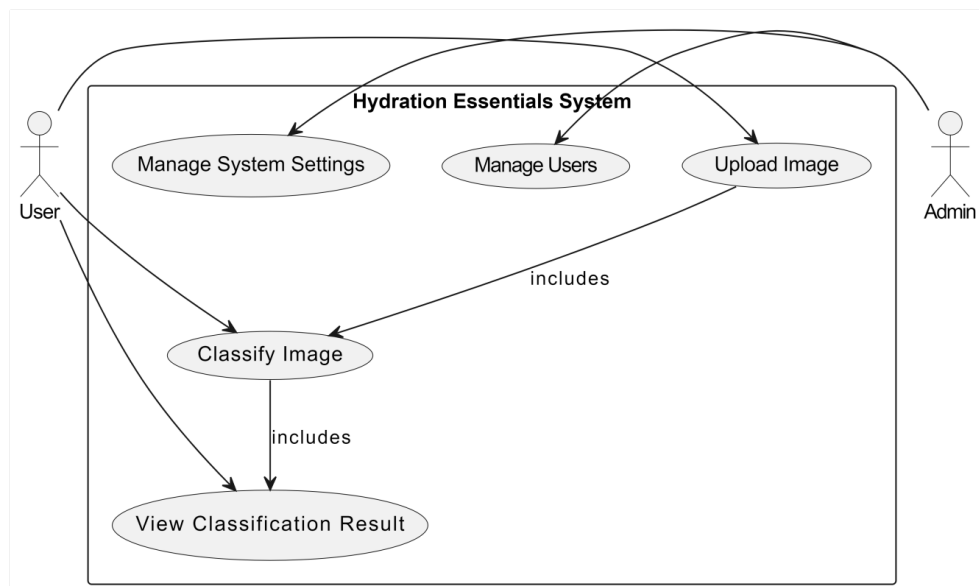 Hydration Essentials System
Manage System Settings
Manage Users
Upload Image
User
Admin
includes
Classify Image
includes
View Classification Result